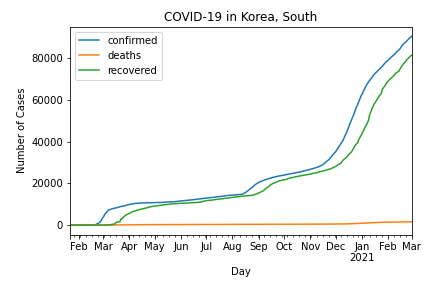 COVID-19 in Korea, South
confirmed
deaths
recovered
Number of Cases
80000
60000
40000
20000
0
Feb Mar Apr May Jun Jul Aug Sep Oct Nov Dec Jan Feb Mar
2021
Day